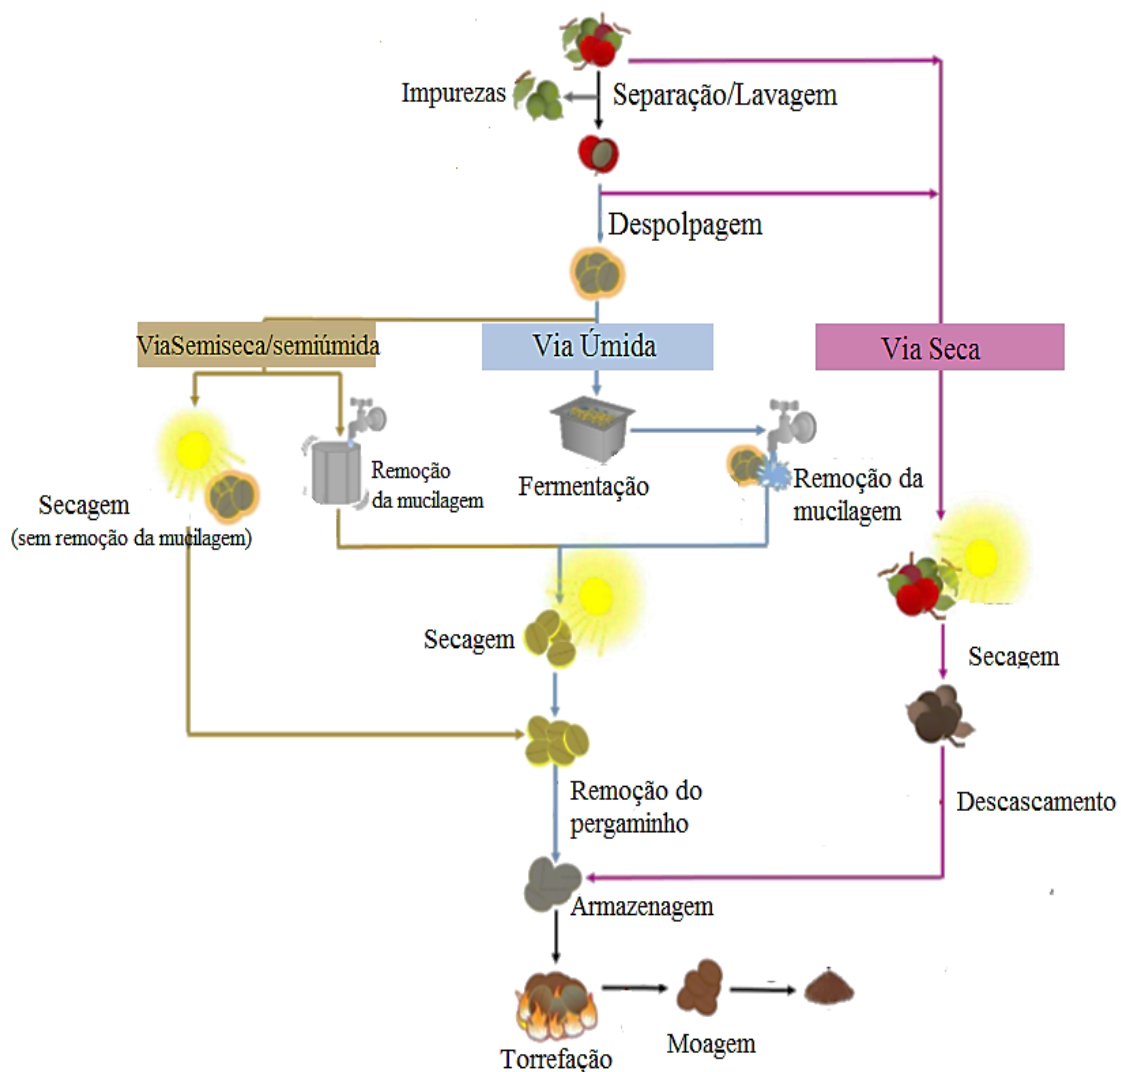 Impurezas
Separação/Lavagem
Despolpagem
ViaSemiseca/semiúmida
Via Úmida
Via Seca
Remoção
da mucilagem
Fermentação
Remoção da
mucilagem
Secagem
(sem remoção da mucilagem)
Secagem
Secagem
Remoção do
pergaminho
Descascamento
Armazenagem
Torrefação
Moagem